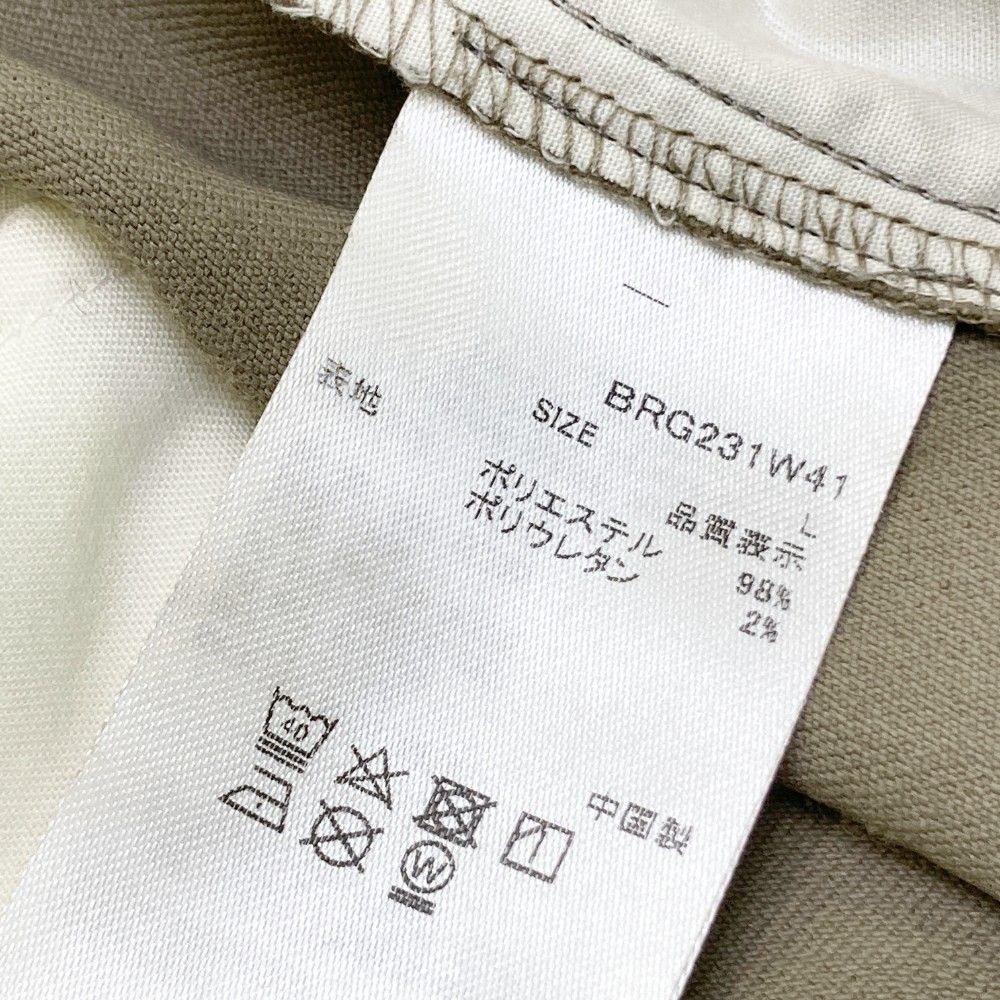 BRG231W41
SIZE L
品質表示
表地 ポリエステル 98%
ポリウレタン 2%
40
W
中国製